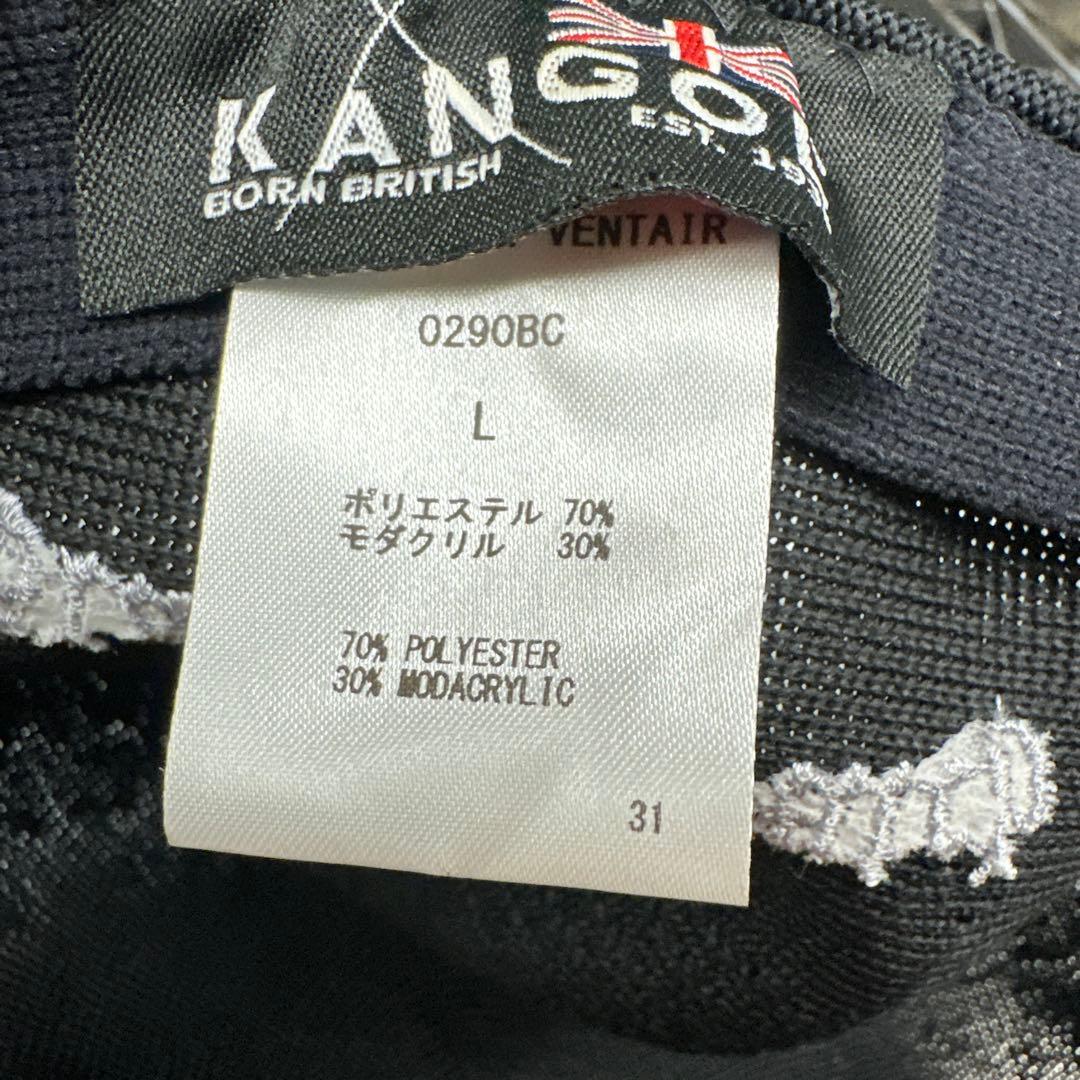 KANGOL
BORN BRITISH
EST. 19
VENTAIR
0290BC
L
ポリエステル 70%
モダクリル 30%
70% POLYESTER
30% MODACRYLIC
31